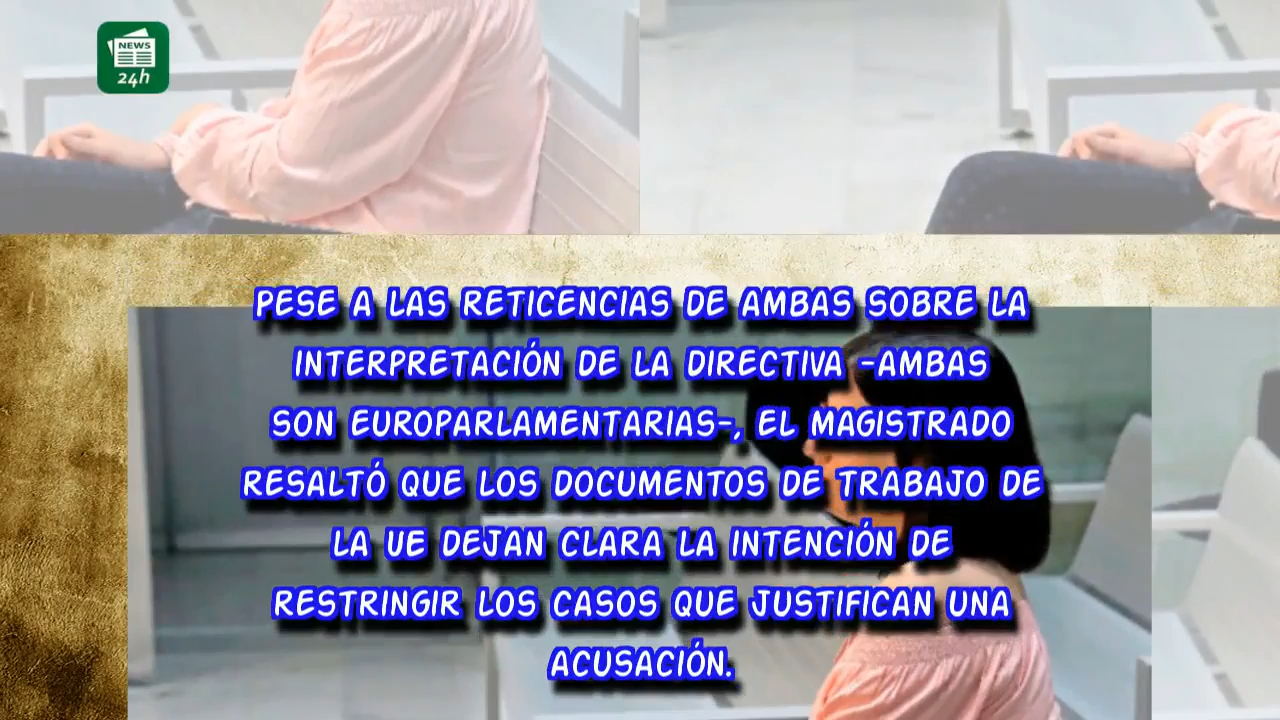 NEWS
24h
PESE A LAS RETICENCIAS DE AMBAS SOBRE LA
INTERPRETACIÓN DE LA DIRECTIVA -AMBAS
SON EUROPARLAMENTARIAS-, EL MAGISTRADO
RESALTÓ QUE LOS DOCUMENTOS DE TRABAJO DE
LA UE DEJAN CLARA LA INTENCIÓN DE
RESTRINGIR LOS CASOS QUE JUSTIFICAN UNA
ACUSACIÓN.